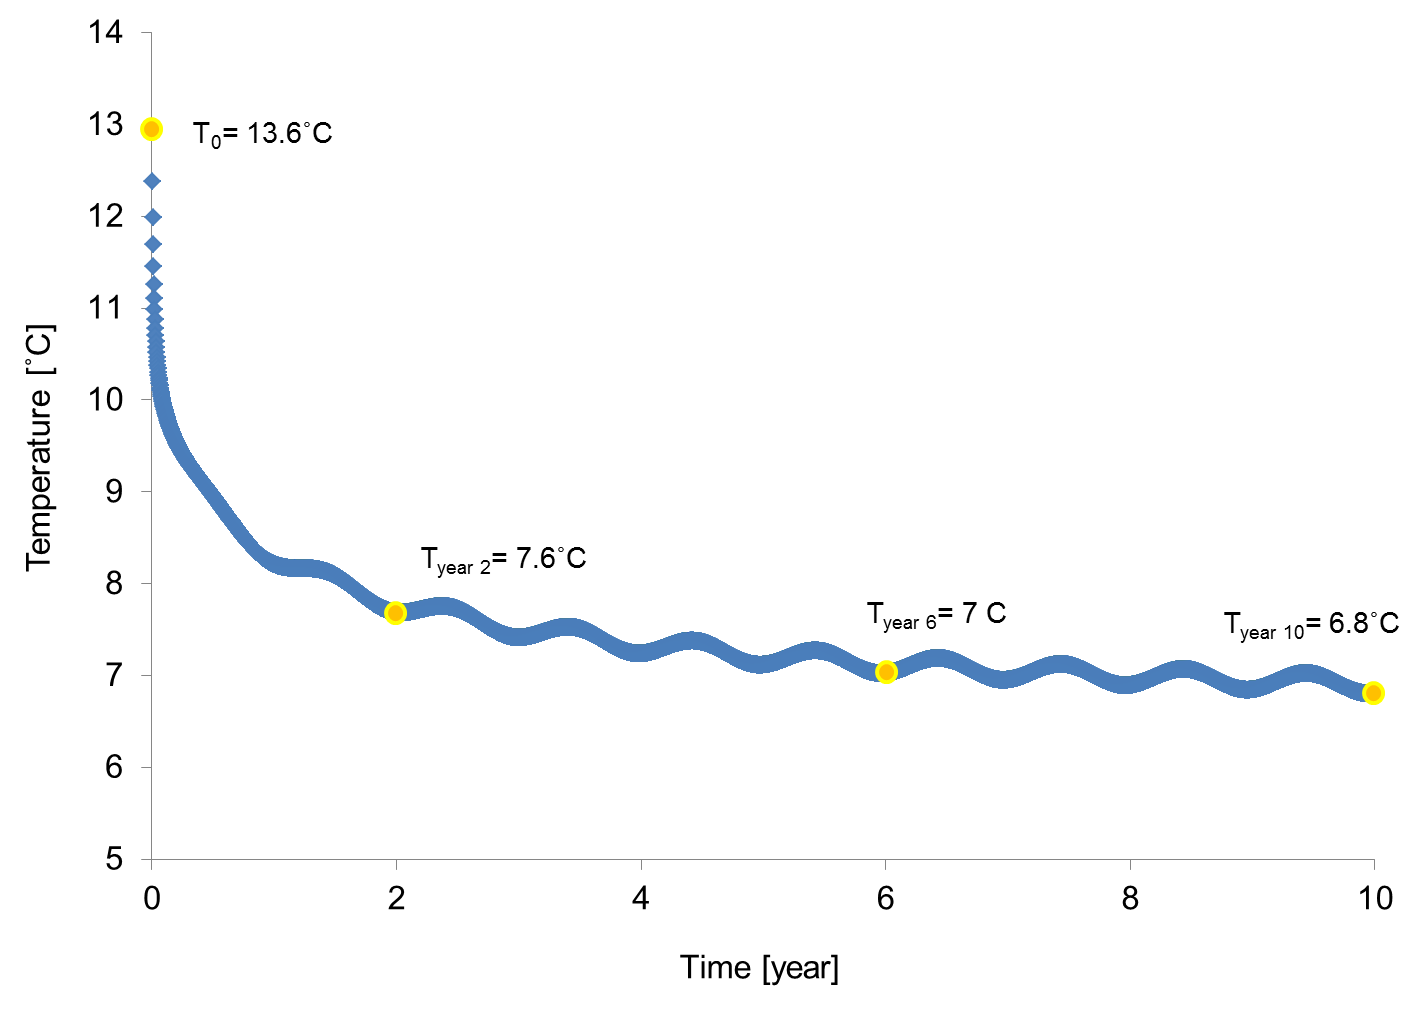 14
13
T0= 13.6˚C
12
11
10
9
8
7
6
5
Temperature [˚C]
Tyear 2= 7.6˚C
Tyear 6= 7 C
Tyear 10= 6.8˚C
0 2 4 6 8 10
Time [year]